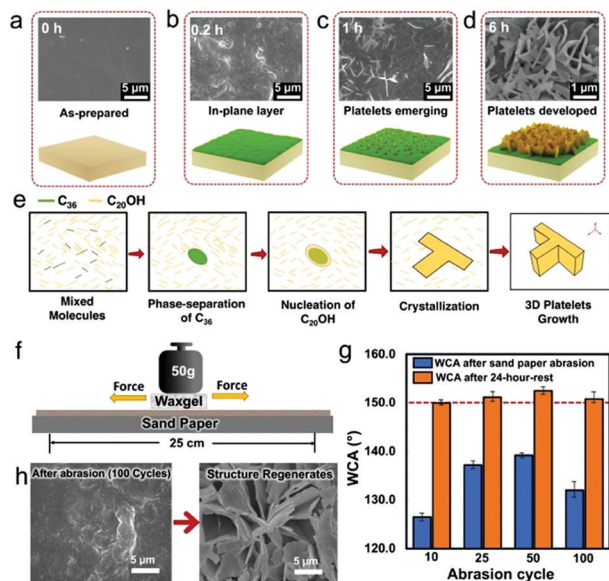 a
0 h
5 μm
As-prepared
b
0.2 h
5 μm
In-plane layer
c
1 h
5 μm
Platelets emerging
d
6 h
1 μm
Platelets developed
e
C36
C20OH
Mixed
Molecules
Phase-separation
of C36
Nucleation of
C20OH
Crystallization
3D Platelets
Growth
f
50g
Force
Force
Waxgel
Sand Paper
25 cm
g
WCA after sand paper abrasion
WCA after 24-hour-rest
160.0
150.0
140.0
130.0
120.0
WCA (°)
10
25
50
100
Abrasion cycle
h
After abrasion (100 Cycles)
5 μm
Structure Regenerates
5 μm